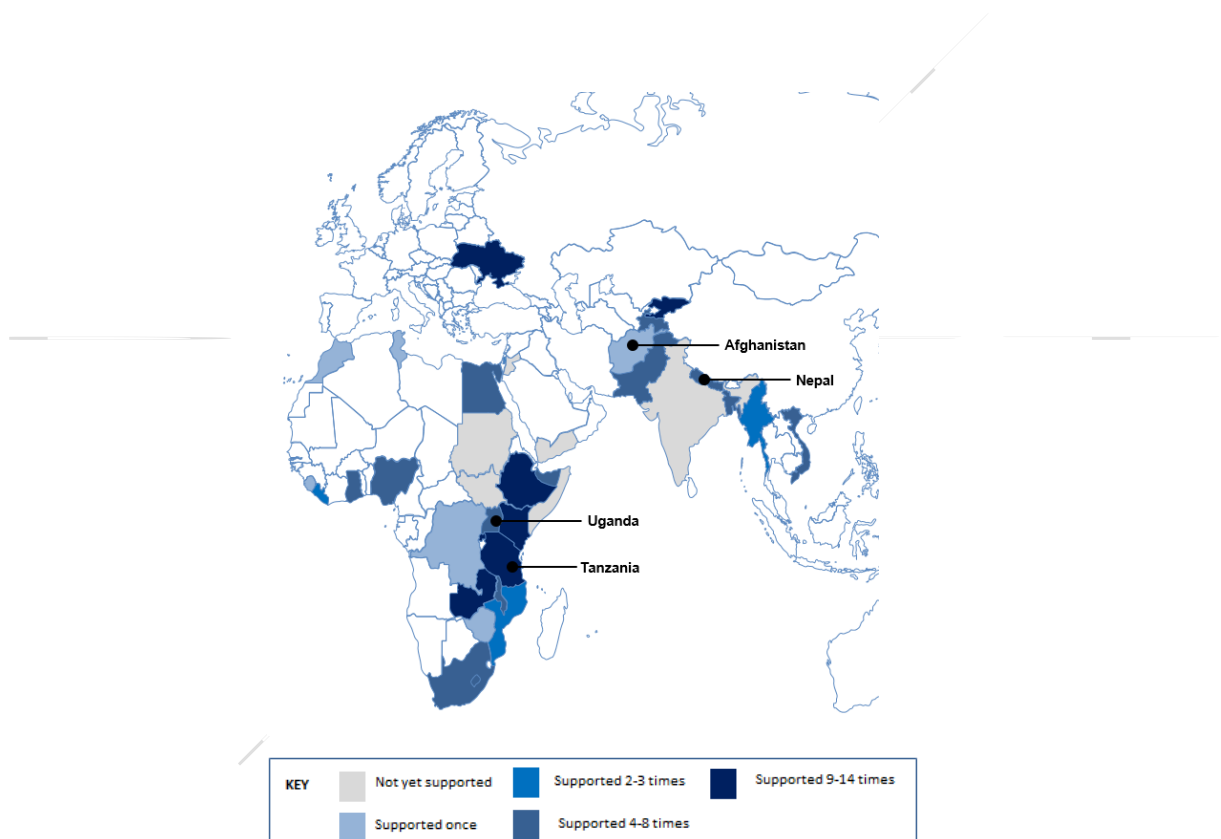 Afghanistan
Nepal
Uganda
Tanzania
KEY
Not yet supported
Supported 2-3 times
Supported 9-14 times
Supported once
Supported 4-8 times